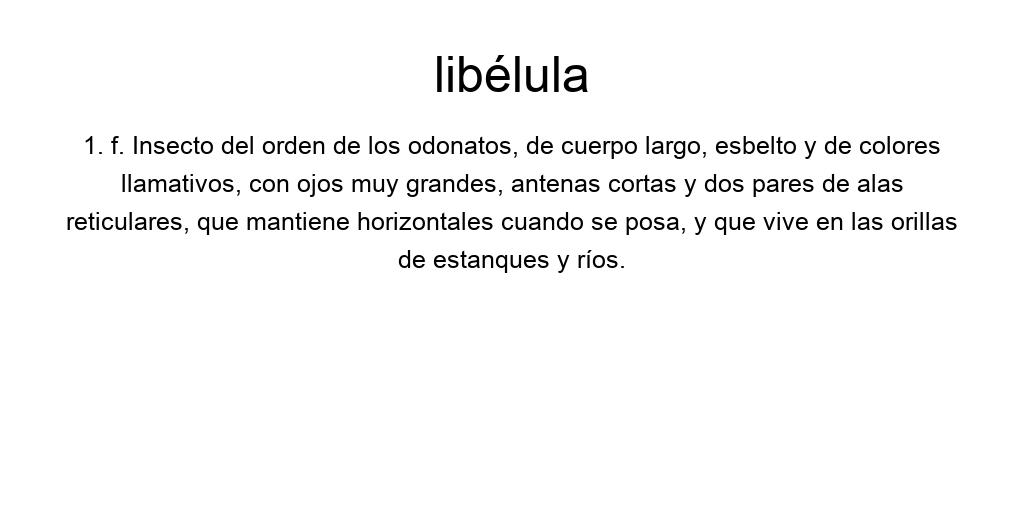 libélula
1. f. Insecto del orden de los odonatos, de cuerpo largo, esbelto y de colores
llamativos, con ojos muy grandes, antenas cortas y dos pares de alas
reticulares, que mantiene horizontales cuando se posa, y que vive en las orillas
de estanques y ríos.